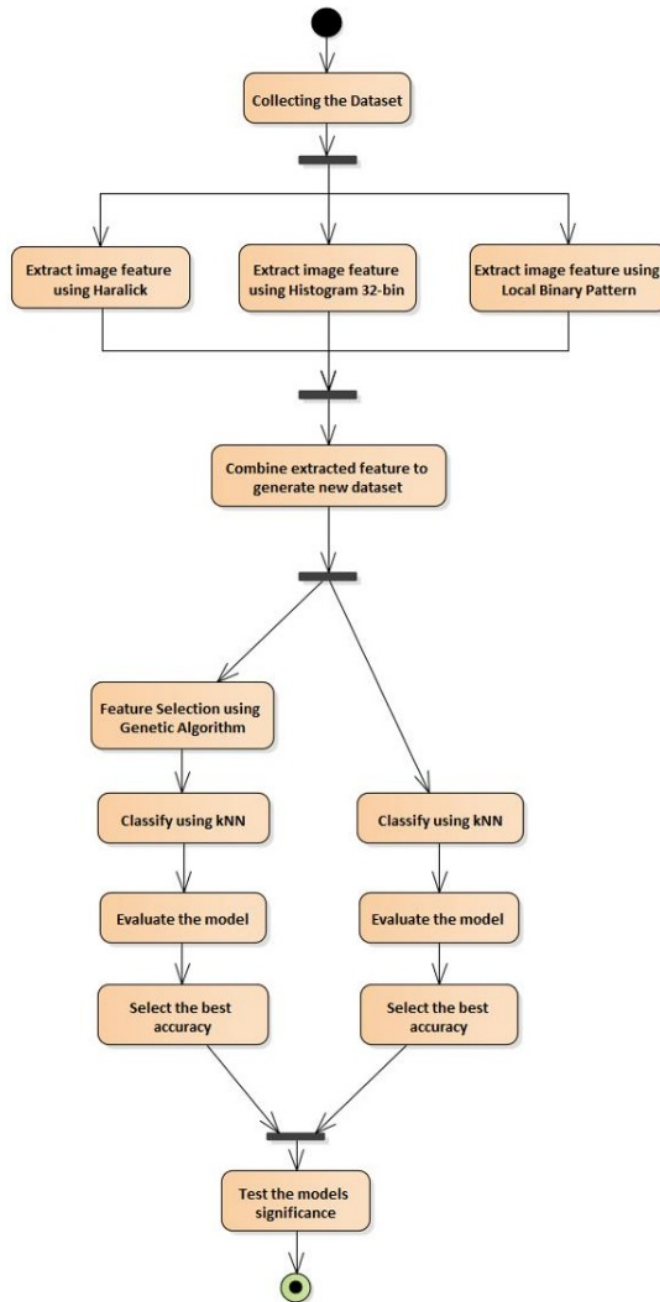 Collecting the Dataset
Extract image feature
using Haralick
Extract image feature
using Histogram 32-bin
Extract image feature using
Local Binary Pattern
Combine extracted feature to
generate new dataset
Feature Selection using
Genetic Algorithm
Classify using kNN
Classify using kNN
Evaluate the model
Evaluate the model
Select the best
accuracy
Select the best
accuracy
Test the models
significance